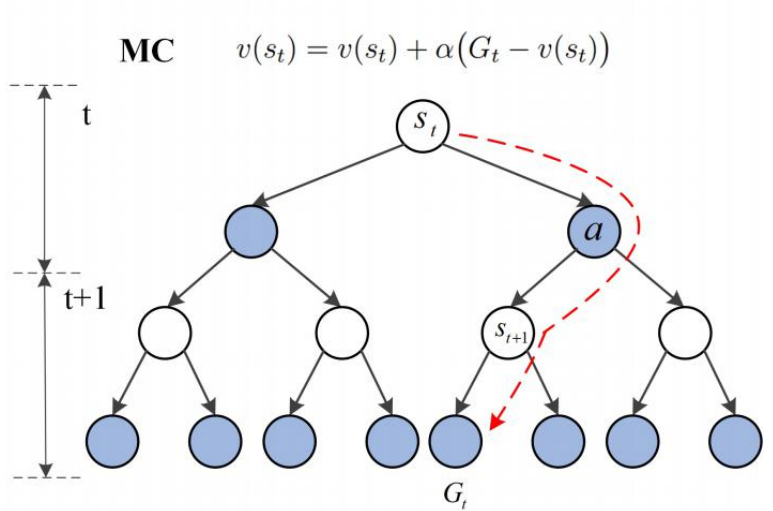 MC v(s_t) = v(s_t) + α(G_t − v(s_t))
t
s_t
a
t+1
s_{t+1}
G_t